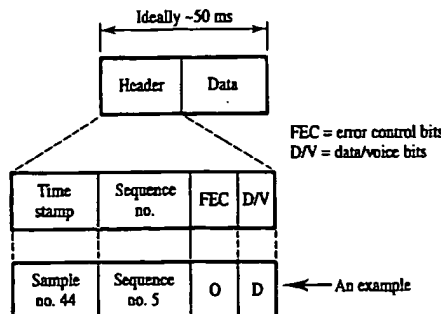 Ideally ~50 ms
Header Data
FEC = error control bits
D/V = data/voice bits
Time stamp Sequence no. FEC D/V
Sample no. 44 Sequence no. 5 O D An example